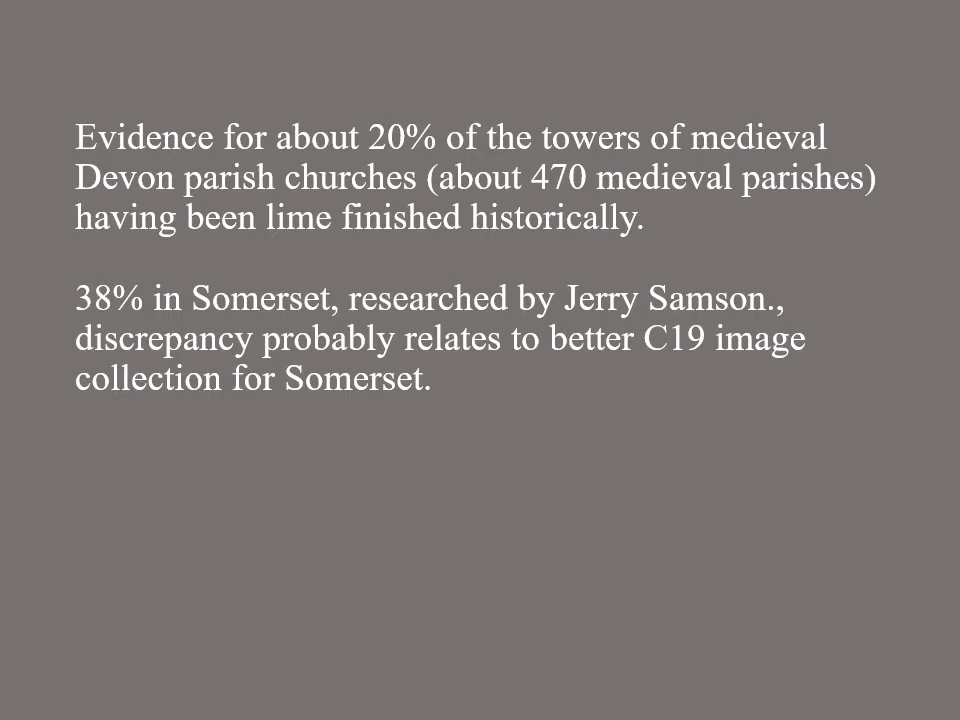 Evidence for about 20% of the towers of medieval
Devon parish churches (about 470 medieval parishes)
having been lime finished historically.
38% in Somerset, researched by Jerry Samson.,
discrepancy probably relates to better C19 image
collection for Somerset.